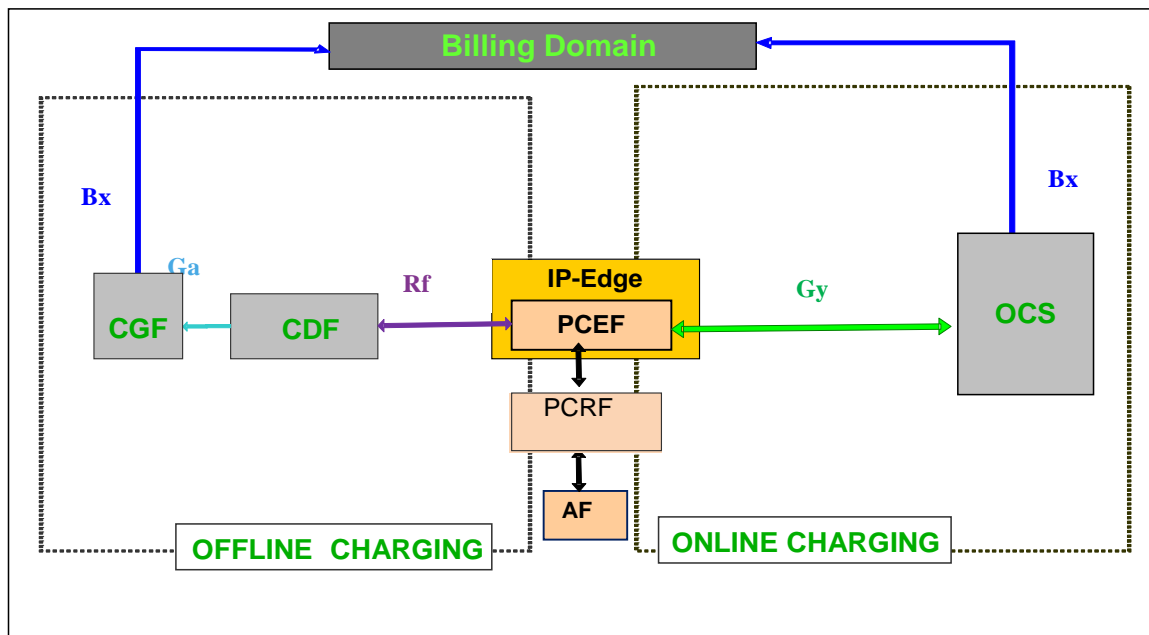 Billing Domain
Bx
Bx
Ga
Rf
IP-Edge
Gy
CGF
CDF
PCEF
OCS
PCRF
AF
OFFLINE CHARGING
ONLINE CHARGING